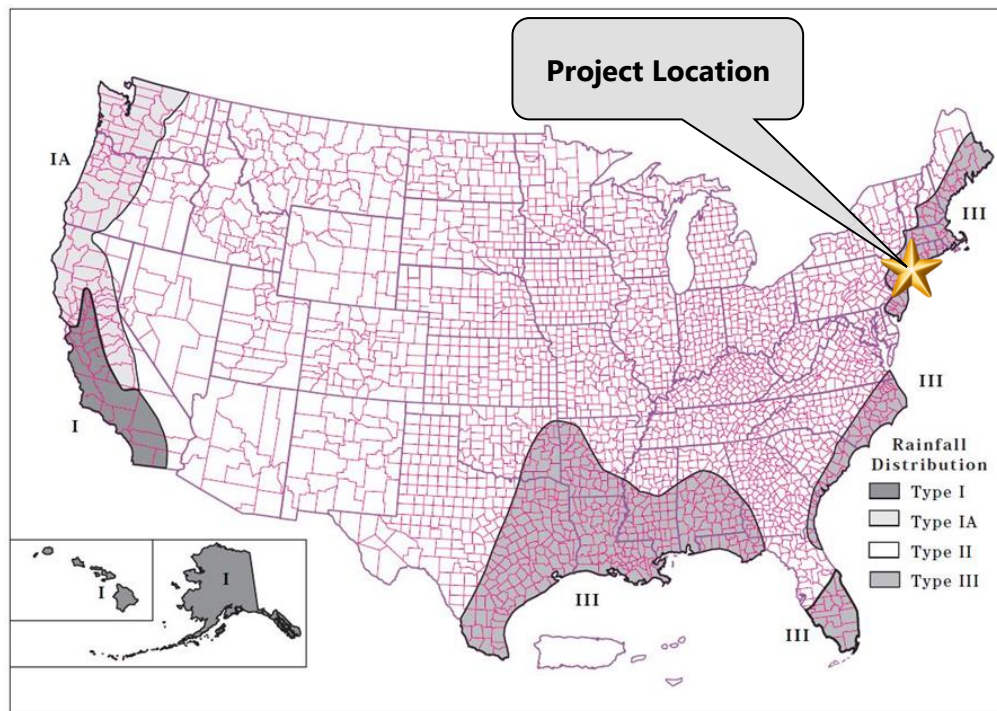 Project Location
IA
III
III
I
Rainfall
Distribution
Type I
Type IA
Type II
Type III
I
I
III
III